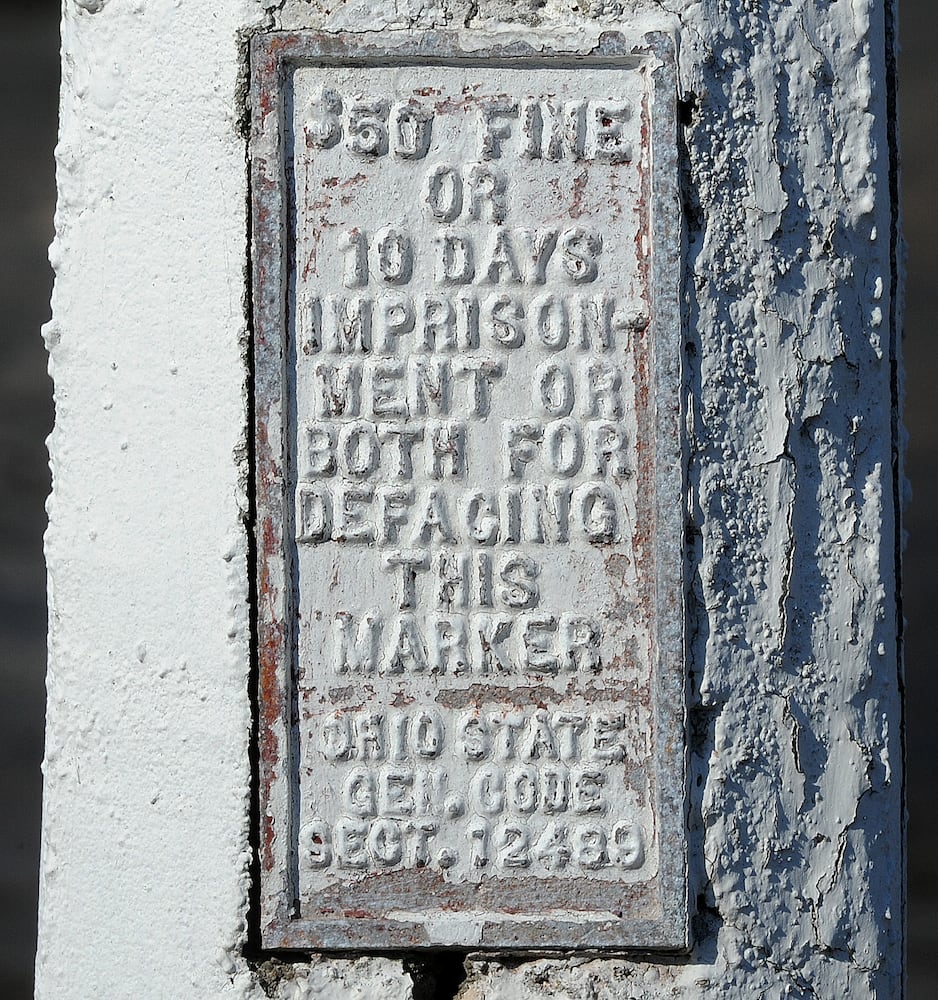 $50 FINE
OR
10 DAYS
IMPRISON-
MENT OR
BOTH FOR
DEFACING
THIS
MARKER
OHIO STATE
GEN. CODE
SECT. 12489